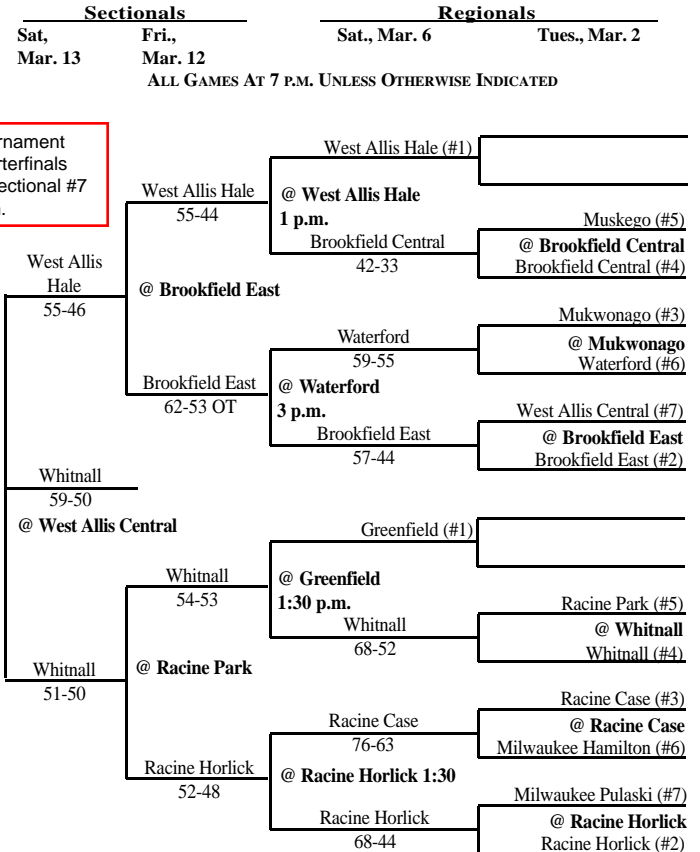 Sectionals
Regionals
Sat,
Mar. 13
Fri.,
Mar. 12
Sat., Mar. 6
Tues., Mar. 2
ALL GAMES AT 7 P.M. UNLESS OTHERWISE INDICATED
ectional #7
West Allis Hale (#1)
West Allis Hale
55-44
@ West Allis Hale
1 p.m.
Muskego (#5)
@ Brookfield Central
Brookfield Central (#4)
Brookfield Central
42-33
West Allis
Hale
55-46
@ Brookfield East
Mukwonago (#3)
@ Mukwonago
Waterford (#6)
Waterford
59-55
Brookfield East
62-53 OT
@ Waterford
3 p.m.
West Allis Central (#7)
@ Brookfield East
Brookfield East (#2)
Brookfield East
57-44
Whitnall
59-50
@ West Allis Central
Greenfield (#1)
Whitnall
54-53
@ Greenfield
1:30 p.m.
Racine Park (#5)
@ Whitnall
Whitnall (#4)
Whitnall
68-52
Whitnall
51-50
@ Racine Park
Racine Case (#3)
@ Racine Case
Milwaukee Hamilton (#6)
Racine Case
76-63
Racine Horlick
52-48
@ Racine Horlick 1:30
Milwaukee Pulaski (#7)
@ Racine Horlick
Racine Horlick (#2)
Racine Horlick
68-44